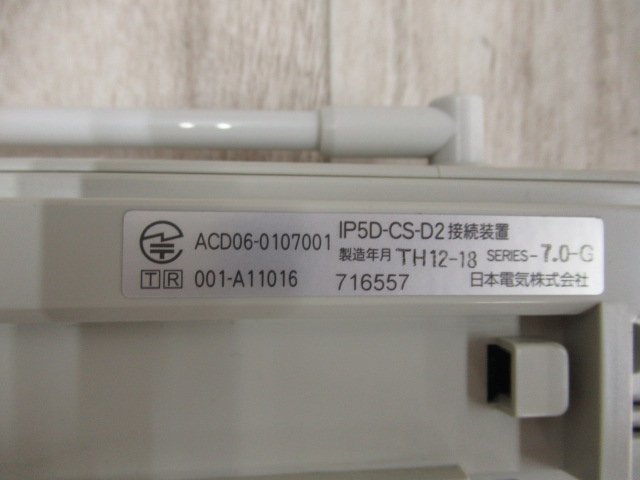 ACD06-0107001 IP5D-CS-D2 接続装置
製造年月 TH12-18 SERIES- 7.0-G
T R 001-A11016 716557 日本電気株式会社